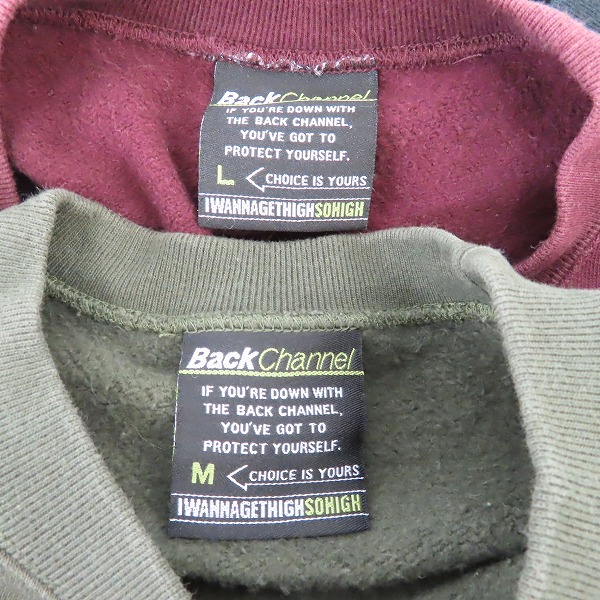 BackChannel
IF YOU'RE DOWN WITH
THE BACK CHANNEL,
YOU'VE GOT TO
PROTECT YOURSELF.
L CHOICE IS YOURS
IWANNAGETHIGHSOHIGH
BackChannel
IF YOU'RE DOWN WITH
THE BACK CHANNEL,
YOU'VE GOT TO
PROTECT YOURSELF.
M CHOICE IS YOURS
IWANNAGETHIGHSOHIGH